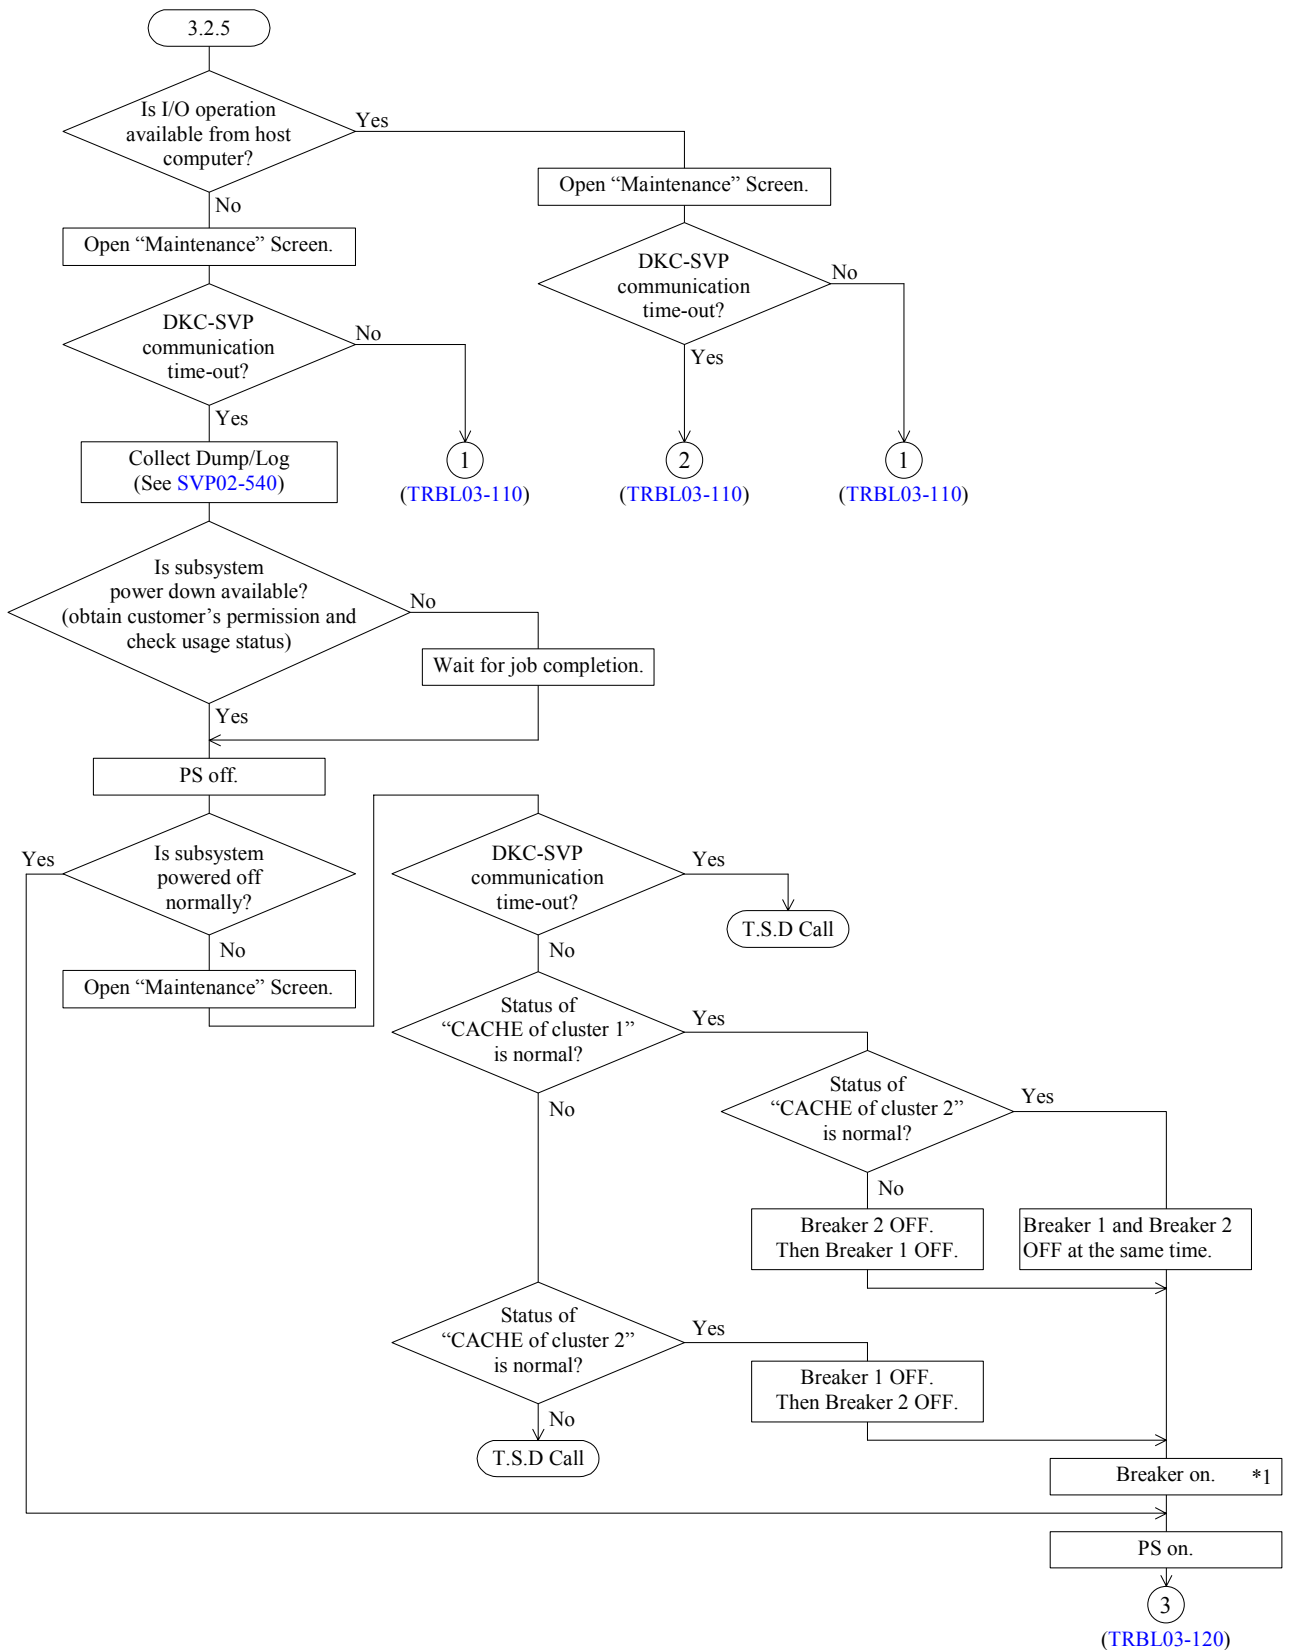 3.2.5
Is I/O operation
available from host
computer?
Yes
No
Open “Maintenance” Screen.
Open “Maintenance” Screen.
DKC-SVP
communication
time-out?
No
Yes
DKC-SVP
communication
time-out?
No
Yes
Collect Dump/Log
(See SVP02-540)
1
(TRBL03-110)
2
(TRBL03-110)
1
(TRBL03-110)
Is subsystem
power down available?
(obtain customer’s permission and
check usage status)
No
Wait for job completion.
Yes
PS off.
Yes
Is subsystem
powered off
normally?
No
Open “Maintenance” Screen.
DKC-SVP
communication
time-out?
Yes
T.S.D Call
No
Status of
“CACHE of cluster 1”
is normal?
Yes
No
Status of
“CACHE of cluster 2”
is normal?
Yes
No
Breaker 2 OFF.
Then Breaker 1 OFF.
Breaker 1 and Breaker 2
OFF at the same time.
Status of
“CACHE of cluster 2”
is normal?
Yes
Breaker 1 OFF.
Then Breaker 2 OFF.
No
T.S.D Call
Breaker on. *1
PS on.
3
(TRBL03-120)